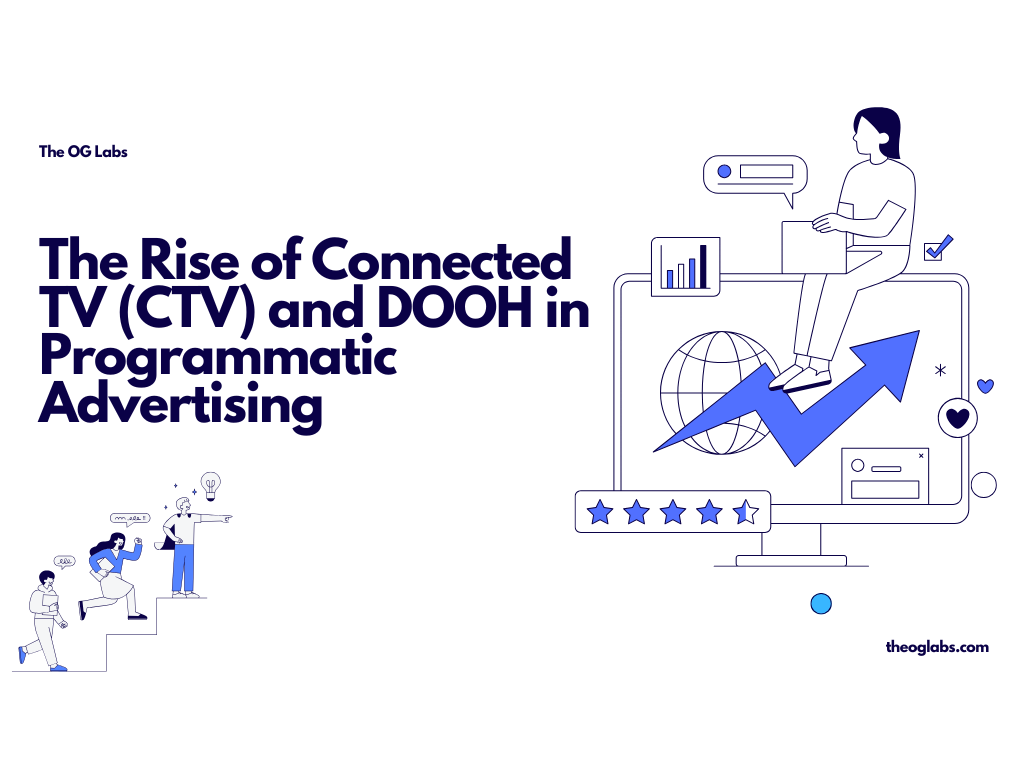 The OG Labs
The Rise of Connected
TV (CTV) and DOOH in
Programmatic
Advertising
theoglabs.com